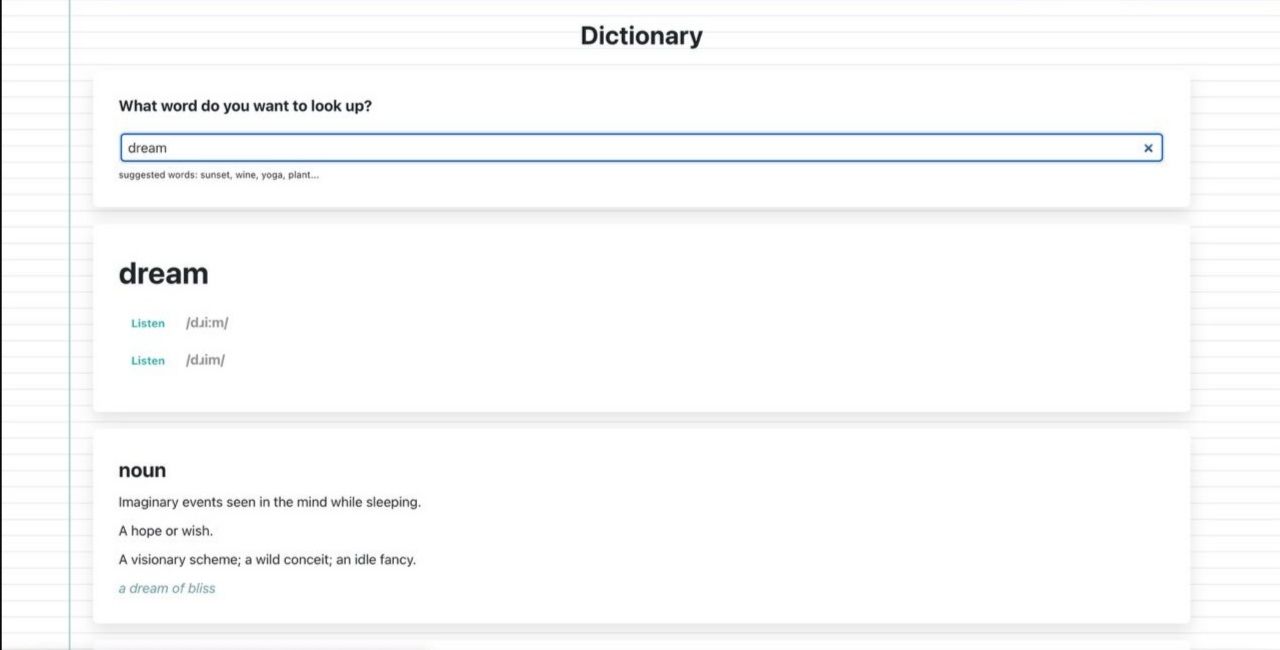 Dictionary
What word do you want to look up?
dream
suggested words: sunset, wine, yoga, plant...
dream
Listen /dɹiːm/
Listen /dɹim/
noun
Imaginary events seen in the mind while sleeping.
A hope or wish.
A visionary scheme; a wild conceit; an idle fancy.
a dream of bliss